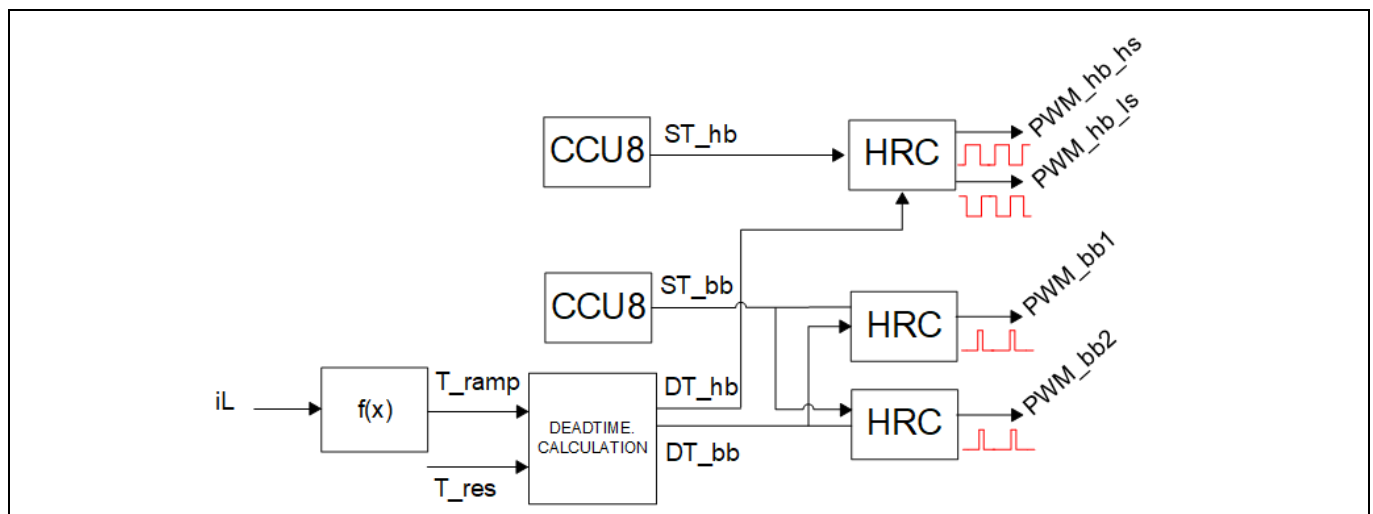 PWM_hb_hs
PWM_hb_ls
CCU8
ST_hb
HRC
CCU8
ST_bb
HRC
PWM_bb1
HRC
PWM_bb2
iL
f(x)
T_ramp
T_res
DEADTIME.
CALCULATION
DT_hb
DT_bb